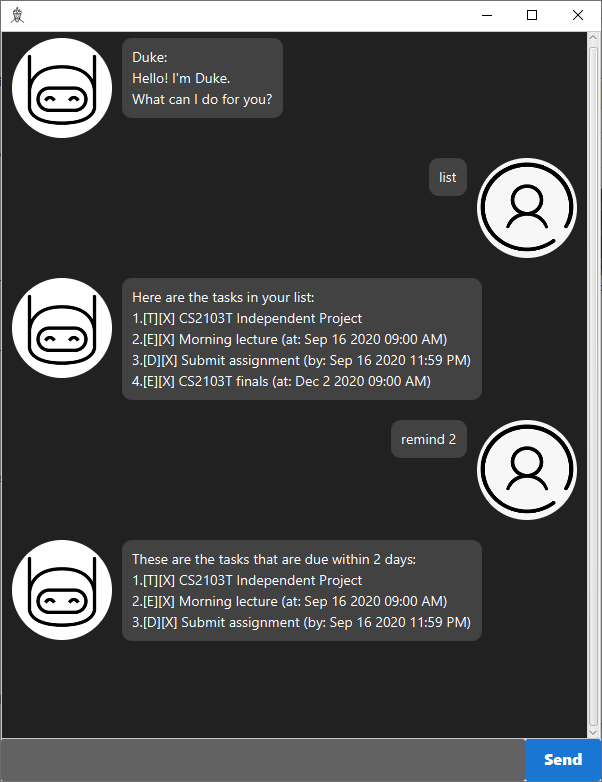 Duke:
Hello! I'm Duke.
What can I do for you?
list
Here are the tasks in your list:
1.[T][X] CS2103T Independent Project
2.[E][X] Morning lecture (at: Sep 16 2020 09:00 AM)
3.[D][X] Submit assignment (by: Sep 16 2020 11:59 PM)
4.[E][X] CS2103T finals (at: Dec 2 2020 09:00 AM)
remind 2
These are the tasks that are due within 2 days:
1.[T][X] CS2103T Independent Project
2.[E][X] Morning lecture (at: Sep 16 2020 09:00 AM)
3.[D][X] Submit assignment (by: Sep 16 2020 11:59 PM)
Send